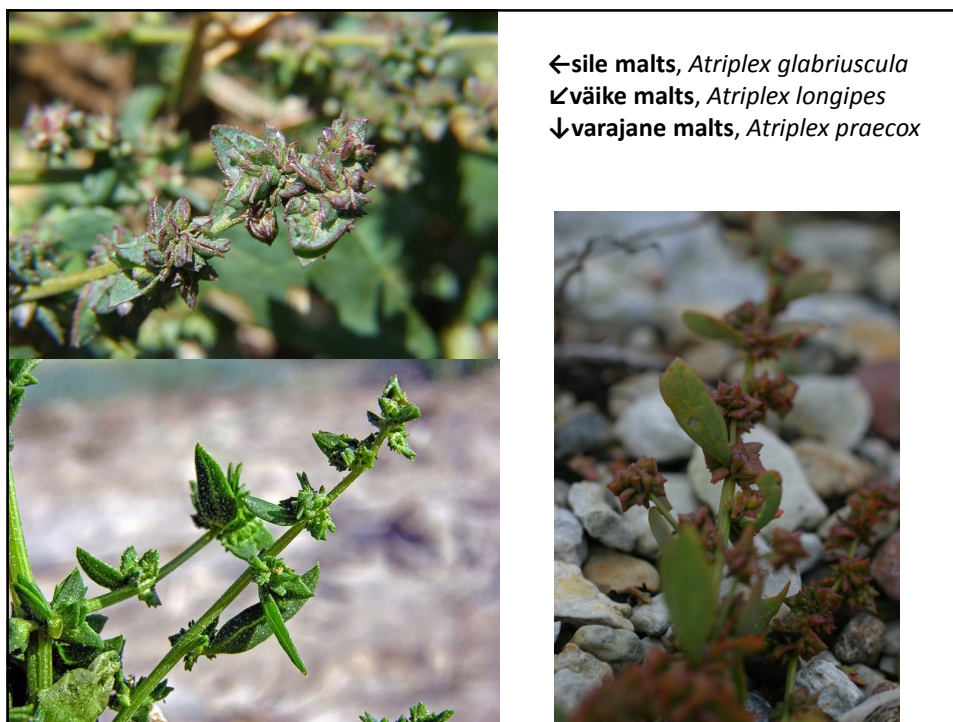 ←sile malts, Atriplex glabriuscula
↙väike malts, Atriplex longipes
↓varajane malts, Atriplex praecox